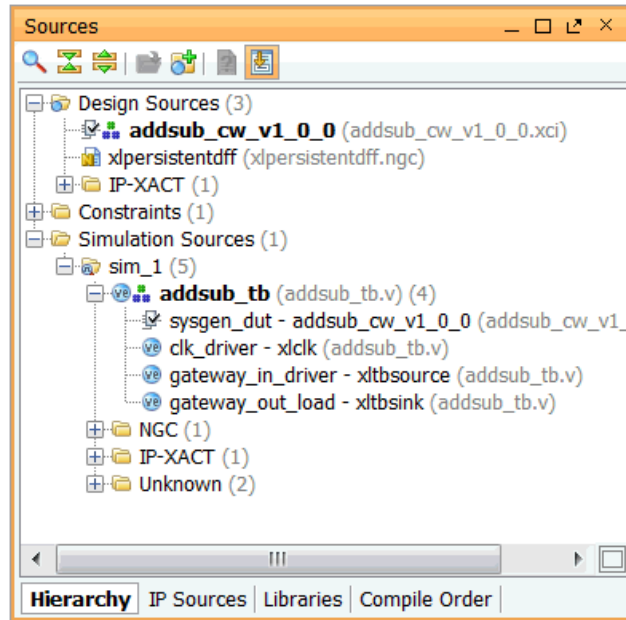 Sources
Design Sources (3)
addsub_cw_v1_0_0 (addsub_cw_v1_0_0.xci)
xlpersistentdff (xlpersistentdff.ngc)
IP-XACT (1)
Constraints (1)
Simulation Sources (1)
sim_1 (5)
addsub_tb (addsub_tb.v) (4)
sysgen_dut - addsub_cw_v1_0_0 (addsub_cw_v1_
clk_driver - xlclk (addsub_tb.v)
gateway_in_driver - xltbsource (addsub_tb.v)
gateway_out_load - xltbsink (addsub_tb.v)
NGC (1)
IP-XACT (1)
Unknown (2)
Hierarchy IP Sources Libraries Compile Order